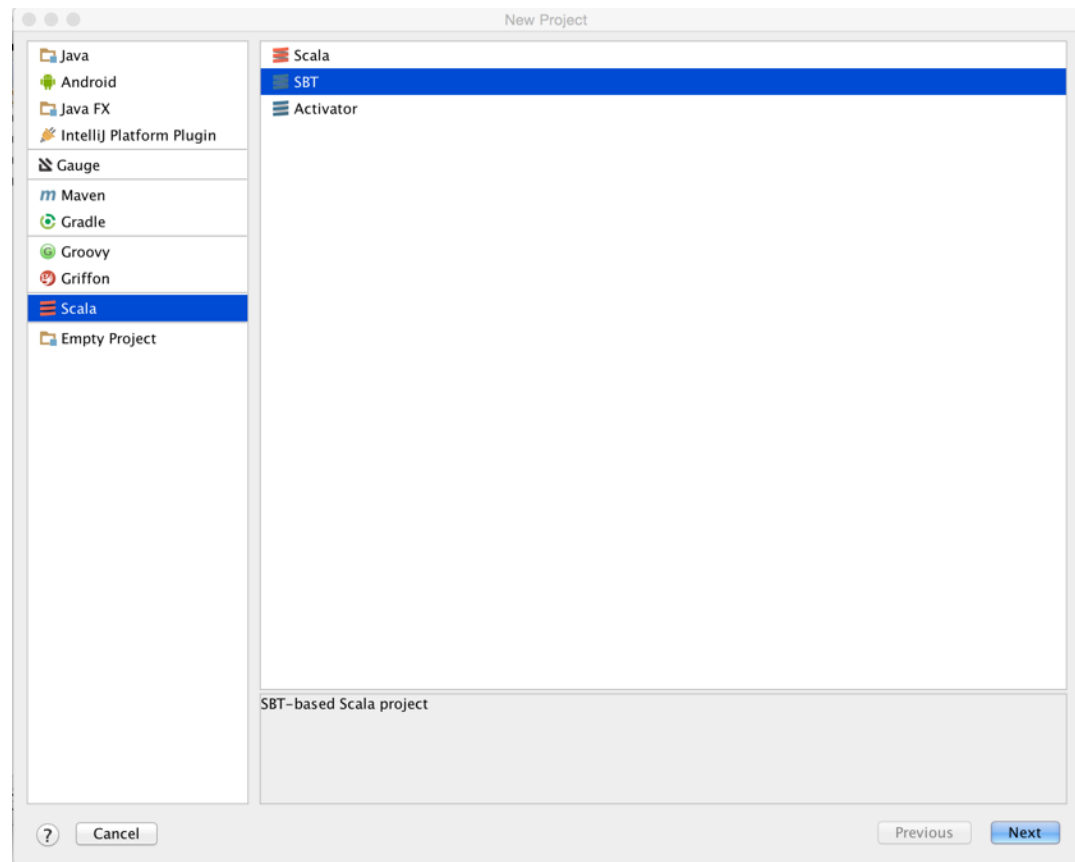 New Project
Java
Android
Java FX
IntelliJ Platform Plugin
Gauge
Maven
Gradle
Groovy
Griffon
Scala
Empty Project
Scala
SBT
Activator
SBT-based Scala project
? Cancel Previous Next